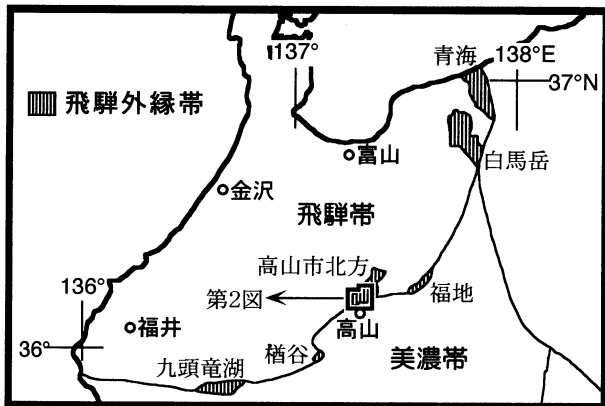 137°
青海
138°E
37°N
飛騨外縁帯
富山
白馬岳
金沢
飛騨帯
高山市北方
136°
第2図
福地
福井
高山
36°
楢谷
美濃帯
九頭竜湖